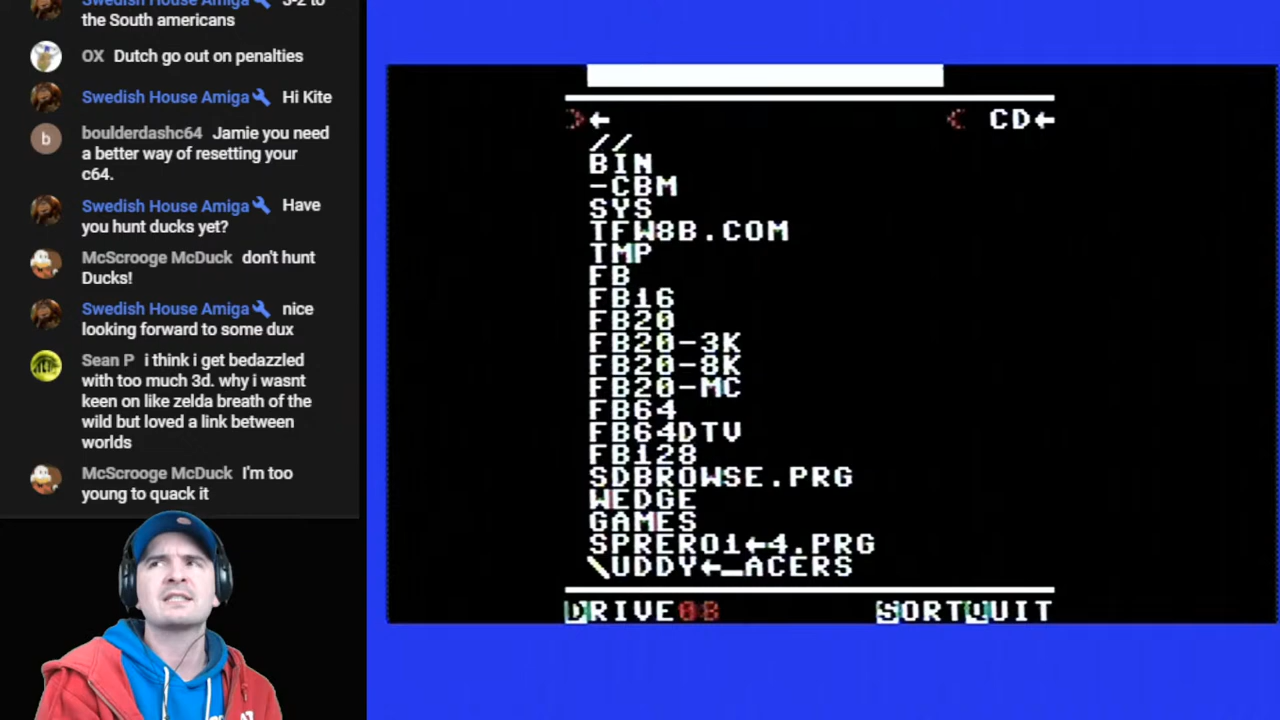 Swedish House Amiga 3-2 to
the South americans
OX Dutch go out on penalties
Swedish House Amiga Hi Kite
b
boulderdashc64 Jamie you need
a better way of resetting your
c64.
Swedish House Amiga Have
you hunt ducks yet?
McScrooge McDuck don't hunt
Ducks!
Swedish House Amiga nice
looking forward to some dux
Sean P i think i get bedazzled
with too much 3d. why i wasnt
keen on like zelda breath of the
wild but loved a link between
worlds
McScrooge McDuck I'm too
young to quack it
> ← < CD←
//
BIN
-CBM
SYS
TFW8B.COM
TMP
FB
FB16
FB20
FB20-3K
FB20-8K
FB20-MC
FB64
FB64DTV
FB128
SDBROWSE.PRG
WEDGE
GAMES
SPRERO1←4.PRG
\UDDY←_ACERS
DRIVE08 SORTQUIT